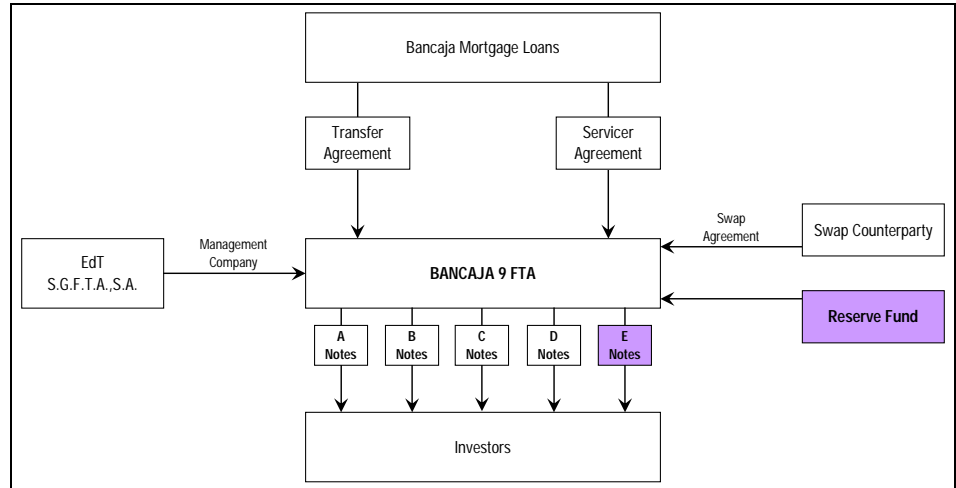 Bancaja Mortgage Loans
Transfer
Agreement
Servicer
Agreement
EdT
S.G.F.T.A.,S.A.
Management
Company
BANCAJA 9 FTA
Swap
Agreement
Swap Counterparty
Reserve Fund
A
Notes
B
Notes
C
Notes
D
Notes
E
Notes
Investors